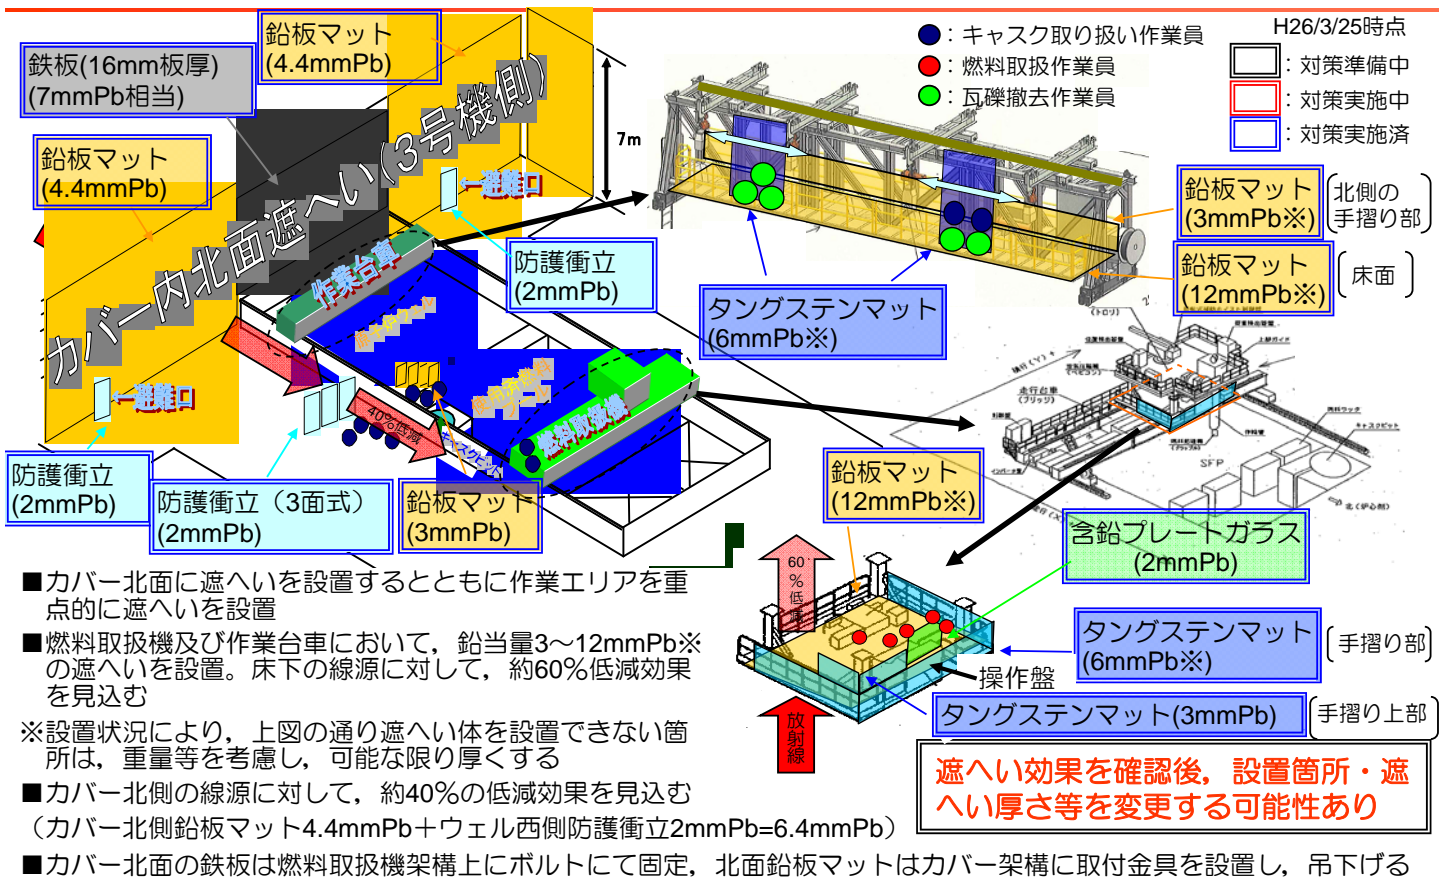 鉛板マット
(4.4mmPb)
鉄板(16mm板厚)
(7mmPb相当)
鉛板マット
(4.4mmPb)
カバー内北面遮へい(3号機側)
7m
←避難口
←避難口
作業台車
燃料取扱機
40%低減
防護衝立
(2mmPb)
防護衝立
(2mmPb)
防護衝立（3面式）
(2mmPb)
鉛板マット
(3mmPb)
：キャスク取り扱い作業員
：燃料取扱作業員
：瓦礫撤去作業員
H26/3/25時点
：対策準備中
：対策実施中
：対策実施済
鉛板マット
(3mmPb※)
北側の
手摺り部
鉛板マット
(12mmPb※)
床面
タングステンマット
(6mmPb※)
走行台車
(ブリッジ)
SFP
キャスクピット
鉛板マット
(12mmPb※)
含鉛プレートガラス
(2mmPb)
60
%
低
減
タングステンマット
(6mmPb※)
手摺り部
操作盤
タングステンマット(3mmPb)
手摺り上部
放
射
線
遮へい効果を確認後，設置箇所・遮
へい厚さ等を変更する可能性あり
■カバー北面に遮へいを設置するとともに作業エリアを重
点的に遮へいを設置
■燃料取扱機及び作業台車において，鉛当量3～12mmPb※
の遮へいを設置。床下の線源に対して，約60%低減効果
を見込む
※設置状況により，上図の通り遮へい体を設置できない箇
所は，重量等を考慮し，可能な限り厚くする
■カバー北側の線源に対して，約40%の低減効果を見込む
（カバー北側鉛板マット4.4mmPb＋ウェル西側防護衝立2mmPb=6.4mmPb）
■カバー北面の鉄板は燃料取扱機架構上にボルトにて固定，北面鉛板マットはカバー架構に取付金具を設置し，吊下げる